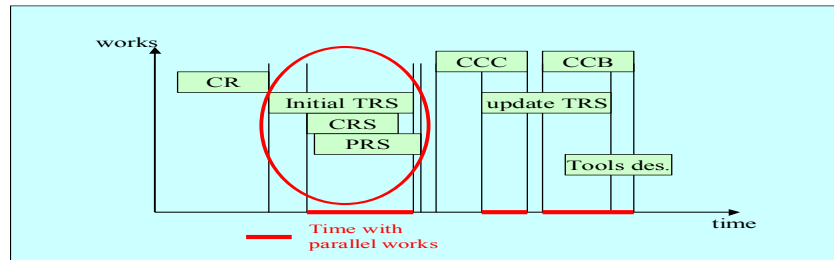 works
CCC
CCB
CR
Initial TRS
update TRS
CRS
PRS
Tools des.
time
Time with
parallel works